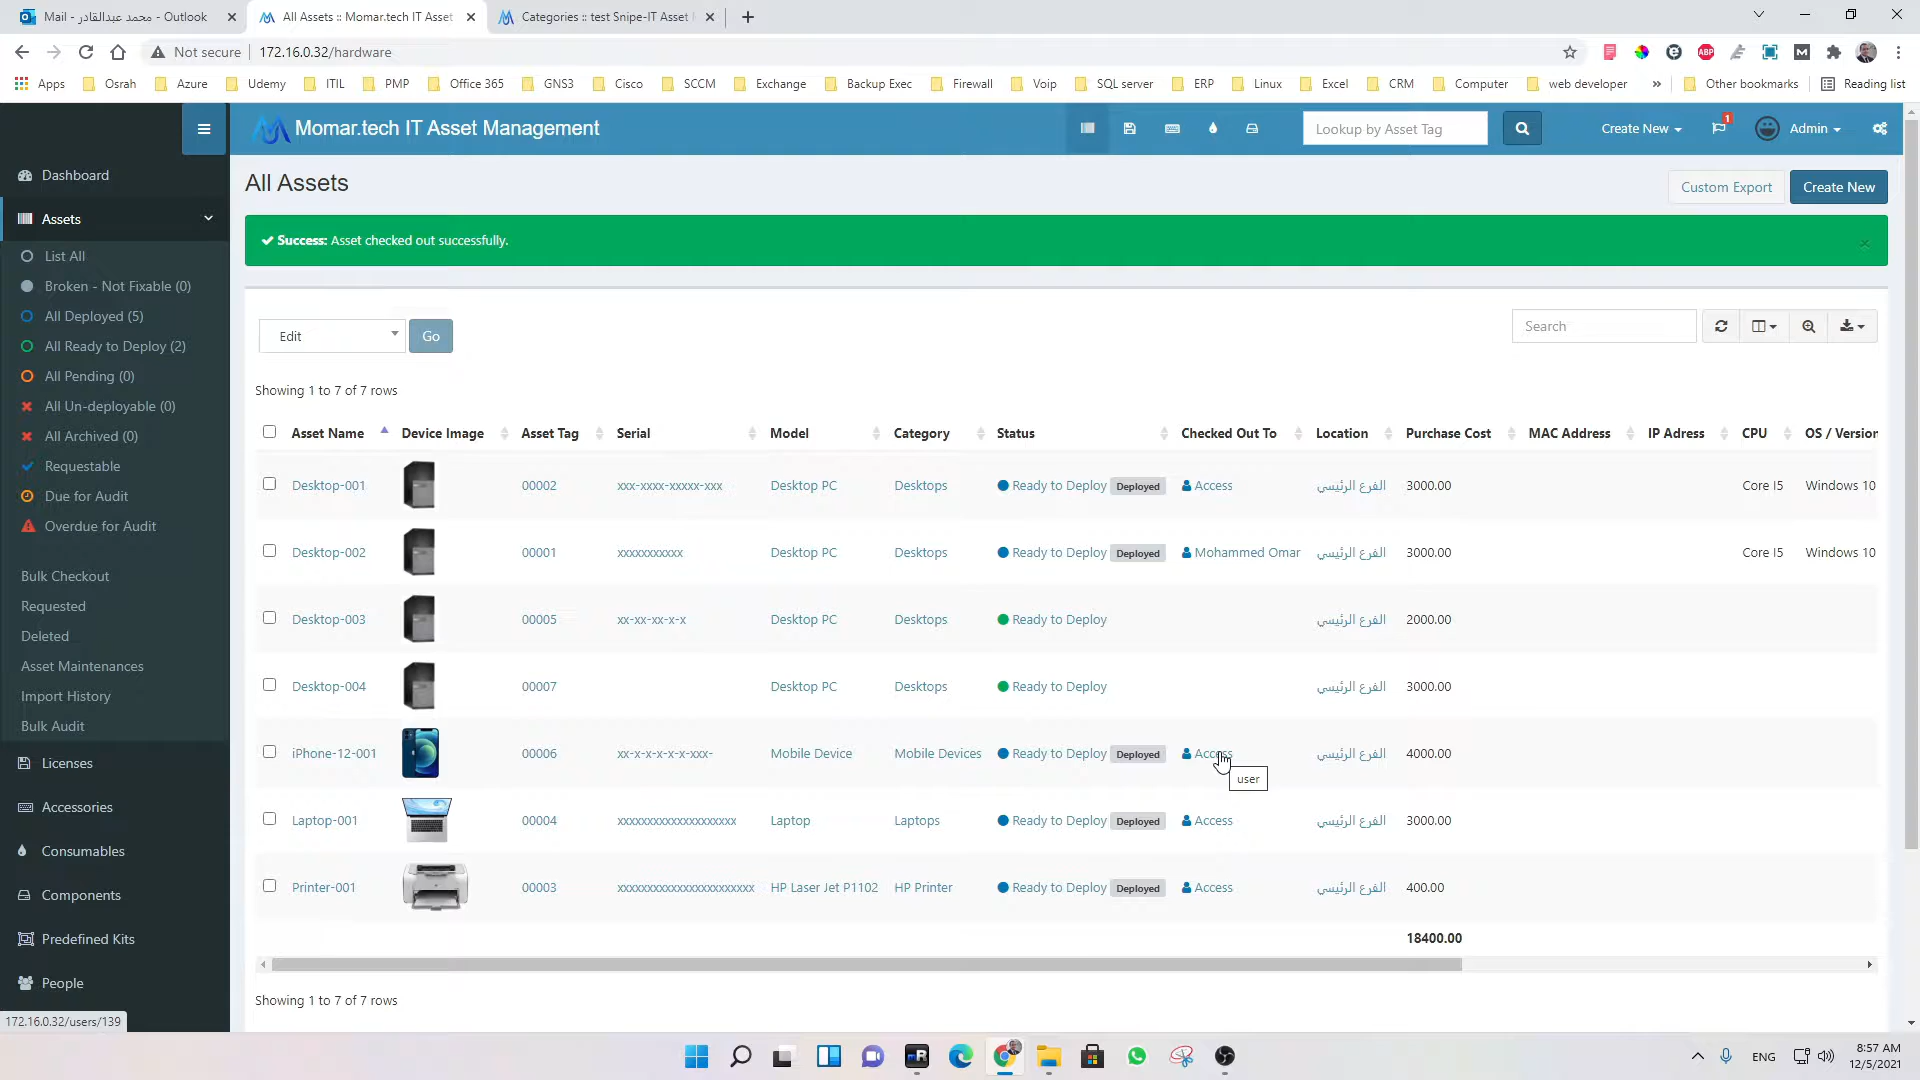 Mail - محمد عبدالقادر - Outlook
All Assets :: Momar.tech IT Asset
Categories :: test Snipe-IT Asset
Not secure 172.16.0.32/hardware
Apps Osrah Azure Udemy ITIL PMP Office 365 GNS3 Cisco SCCM Exchange Backup Exec Firewall Voip SQL server ERP Linux Excel CRM Computer web developer » Other bookmarks Reading list
Momar.tech IT Asset Management
Lookup by Asset Tag
Create New
1
Admin
Dashboard
Assets
List All
Broken - Not Fixable (0)
All Deployed (5)
All Ready to Deploy (2)
All Pending (0)
All Un-deployable (0)
All Archived (0)
Requestable
Due for Audit
Overdue for Audit
Bulk Checkout
Requested
Deleted
Asset Maintenances
Import History
Bulk Audit
Licenses
Accessories
Consumables
Components
Predefined Kits
People
172.16.0.32/users/139
All Assets
Custom Export
Create New
Success: Asset checked out successfully.
Edit
Go
Search
Showing 1 to 7 of 7 rows
Asset Name Device Image Asset Tag Serial Model Category Status Checked Out To Location Purchase Cost MAC Address IP Adress CPU OS / Version
Desktop-001 00002 xxx-xxxx-xxxxx-xxx Desktop PC Desktops Ready to Deploy Deployed Access الفرع الرئيسي 3000.00 Core I5 Windows 10
Desktop-002 00001 xxxxxxxxxxx Desktop PC Desktops Ready to Deploy Deployed Mohammed Omar الفرع الرئيسي 3000.00 Core I5 Windows 10
Desktop-003 00005 xx-xx-xx-x-x Desktop PC Desktops Ready to Deploy الفرع الرئيسي 2000.00
Desktop-004 00007 Desktop PC Desktops Ready to Deploy الفرع الرئيسي 3000.00
iPhone-12-001 00006 xx-x-x-x-x-x-xxx- Mobile Device Mobile Devices Ready to Deploy Deployed Access الفرع الرئيسي 4000.00
user
Laptop-001 00004 xxxxxxxxxxxxxxxxxxxx Laptop Laptops Ready to Deploy Deployed Access الفرع الرئيسي 3000.00
Printer-001 00003 xxxxxxxxxxxxxxxxxxxxxxx HP Laser Jet P1102 HP Printer Ready to Deploy Deployed Access الفرع الرئيسي 400.00
18400.00
Showing 1 to 7 of 7 rows
ENG
8:57 AM
12/5/2021